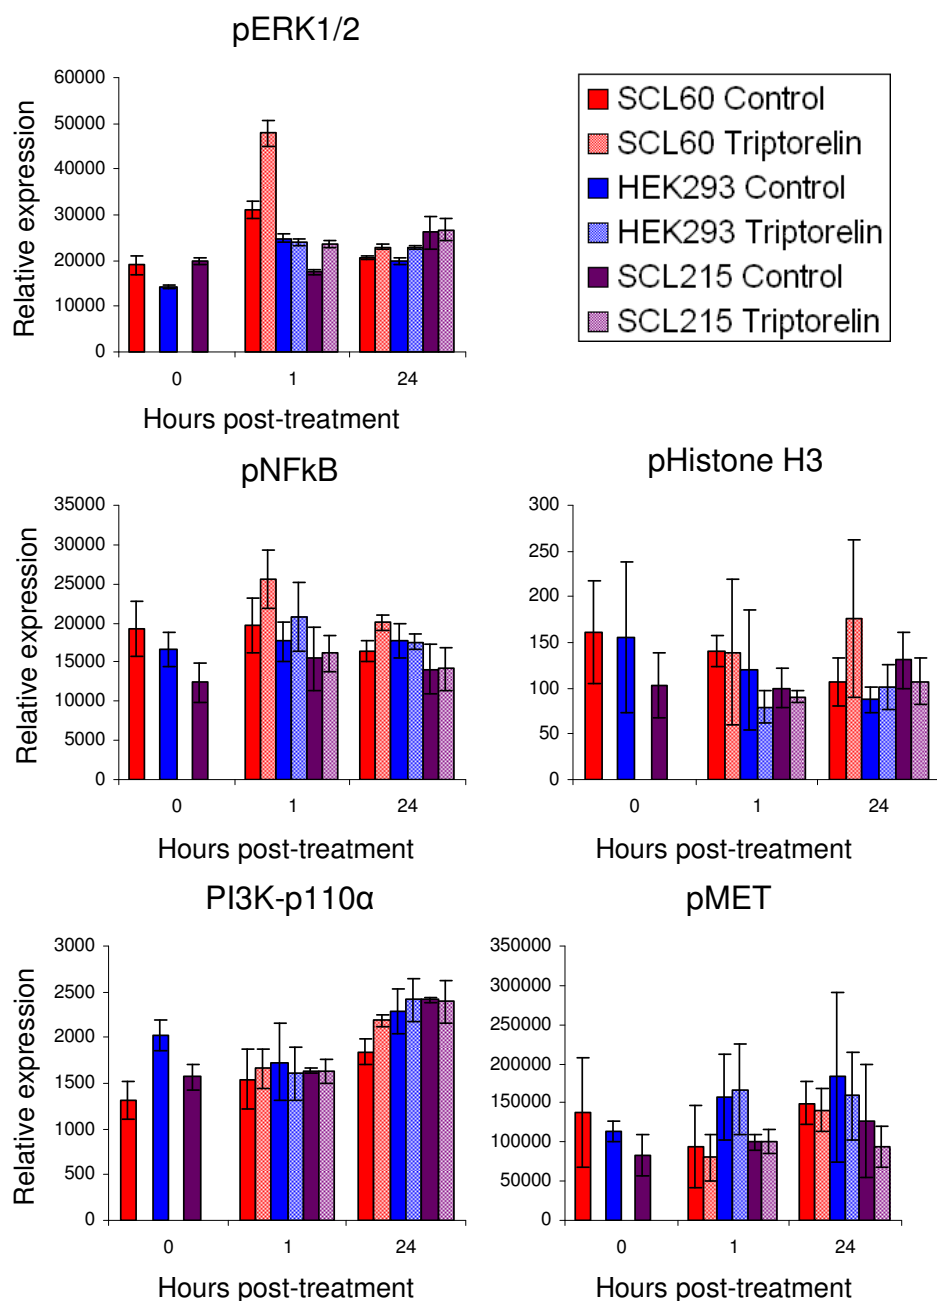 pERK1/2
Relative expression
60000
50000
40000
30000
20000
10000
0
0 1 24
Hours post-treatment
SCL60 Control
SCL60 Triptorelin
HEK293 Control
HEK293 Triptorelin
SCL215 Control
SCL215 Triptorelin
pNFkB
Relative expression
35000
30000
25000
20000
15000
10000
5000
0
0 1 24
Hours post-treatment
pHistone H3
300
250
200
150
100
50
0
0 1 24
Hours post-treatment
PI3K-p110α
Relative expression
3000
2500
2000
1500
1000
500
0
0 1 24
Hours post-treatment
pMET
350000
300000
250000
200000
150000
100000
50000
0
0 1 24
Hours post-treatment